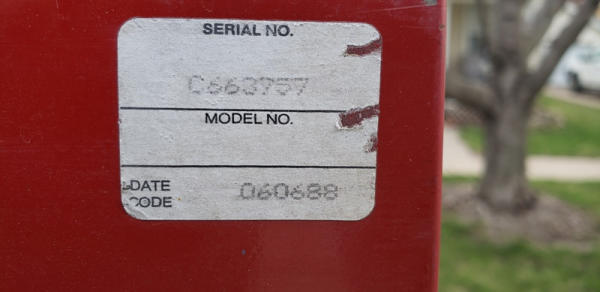 SERIAL NO.
C663757
MODEL NO.
DATE
CODE
060688